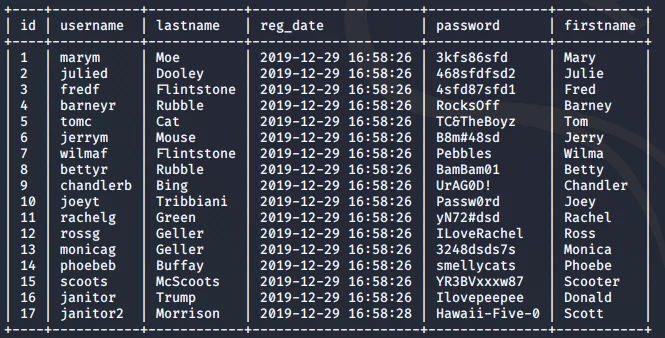 +----+-----------+------------+---------------------+---------------+-----------+
| id | username | lastname | reg_date | password | firstname |
+----+-----------+------------+---------------------+---------------+-----------+
| 1 | marym | Moe | 2019-12-29 16:58:26 | 3kfs86sfd | Mary |
| 2 | julied | Dooley | 2019-12-29 16:58:26 | 468sfdfsd2 | Julie |
| 3 | fredf | Flintstone | 2019-12-29 16:58:26 | 4sfd87sfd1 | Fred |
| 4 | barneyr | Rubble | 2019-12-29 16:58:26 | RocksOff | Barney |
| 5 | tomc | Cat | 2019-12-29 16:58:26 | TC&TheBoyz | Tom |
| 6 | jerrym | Mouse | 2019-12-29 16:58:26 | B8m#48sd | Jerry |
| 7 | wilmaf | Flintstone | 2019-12-29 16:58:26 | Pebbles | Wilma |
| 8 | bettyr | Rubble | 2019-12-29 16:58:26 | BamBam01 | Betty |
| 9 | chandlerb | Bing | 2019-12-29 16:58:26 | UrAG0D! | Chandler |
| 10 | joeyt | Tribbiani | 2019-12-29 16:58:26 | Passw0rd | Joey |
| 11 | rachelg | Green | 2019-12-29 16:58:26 | yN72#dsd | Rachel |
| 12 | rossg | Geller | 2019-12-29 16:58:26 | ILoveRachel | Ross |
| 13 | monicag | Geller | 2019-12-29 16:58:26 | 3248dsds7s | Monica |
| 14 | phoebeb | Buffay | 2019-12-29 16:58:26 | smellycats | Phoebe |
| 15 | scoots | McScoots | 2019-12-29 16:58:26 | YR3BVxxxw87 | Scooter |
| 16 | janitor | Trump | 2019-12-29 16:58:26 | Ilovepeepee | Donald |
| 17 | janitor2 | Morrison | 2019-12-29 16:58:28 | Hawaii-Five-0 | Scott |
+----+-----------+------------+---------------------+---------------+-----------+